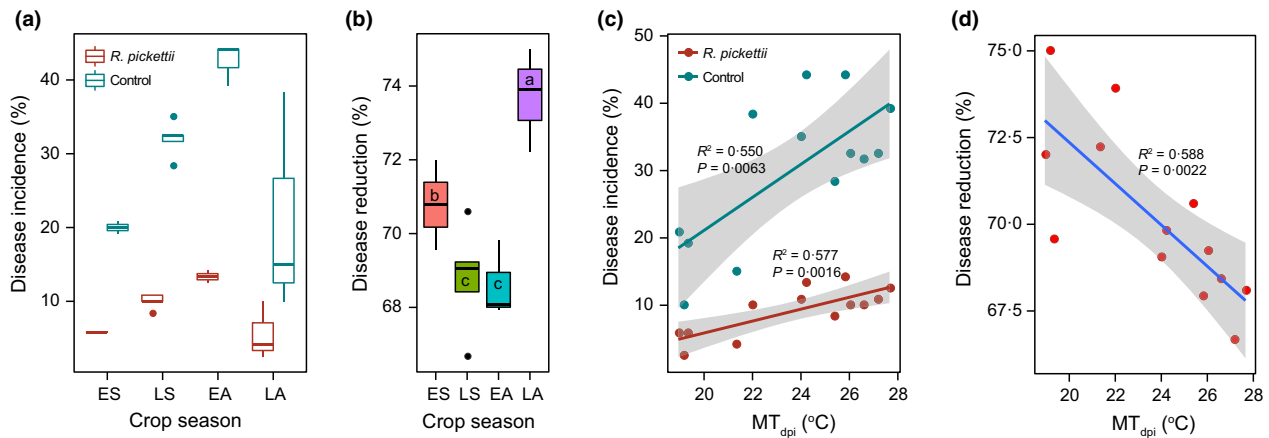 (a)
Disease incidence (%)
40
30
20
10
R. pickettii
Control
ES
LS
EA
LA
Crop season
(b)
Disease reduction (%)
74
72
70
68
b
c
c
a
ES
LS
EA
LA
Crop season
(c)
Disease incidence (%)
50
40
30
20
10
0
R. pickettii
Control
R² = 0·550
P = 0·0063
R² = 0·577
P = 0·0016
20
22
24
26
28
MTdpi (°C)
(d)
Disease reduction (%)
75·0
72·5
70·0
67·5
R² = 0·588
P = 0·0022
20
22
24
26
28
MTdpi (°C)